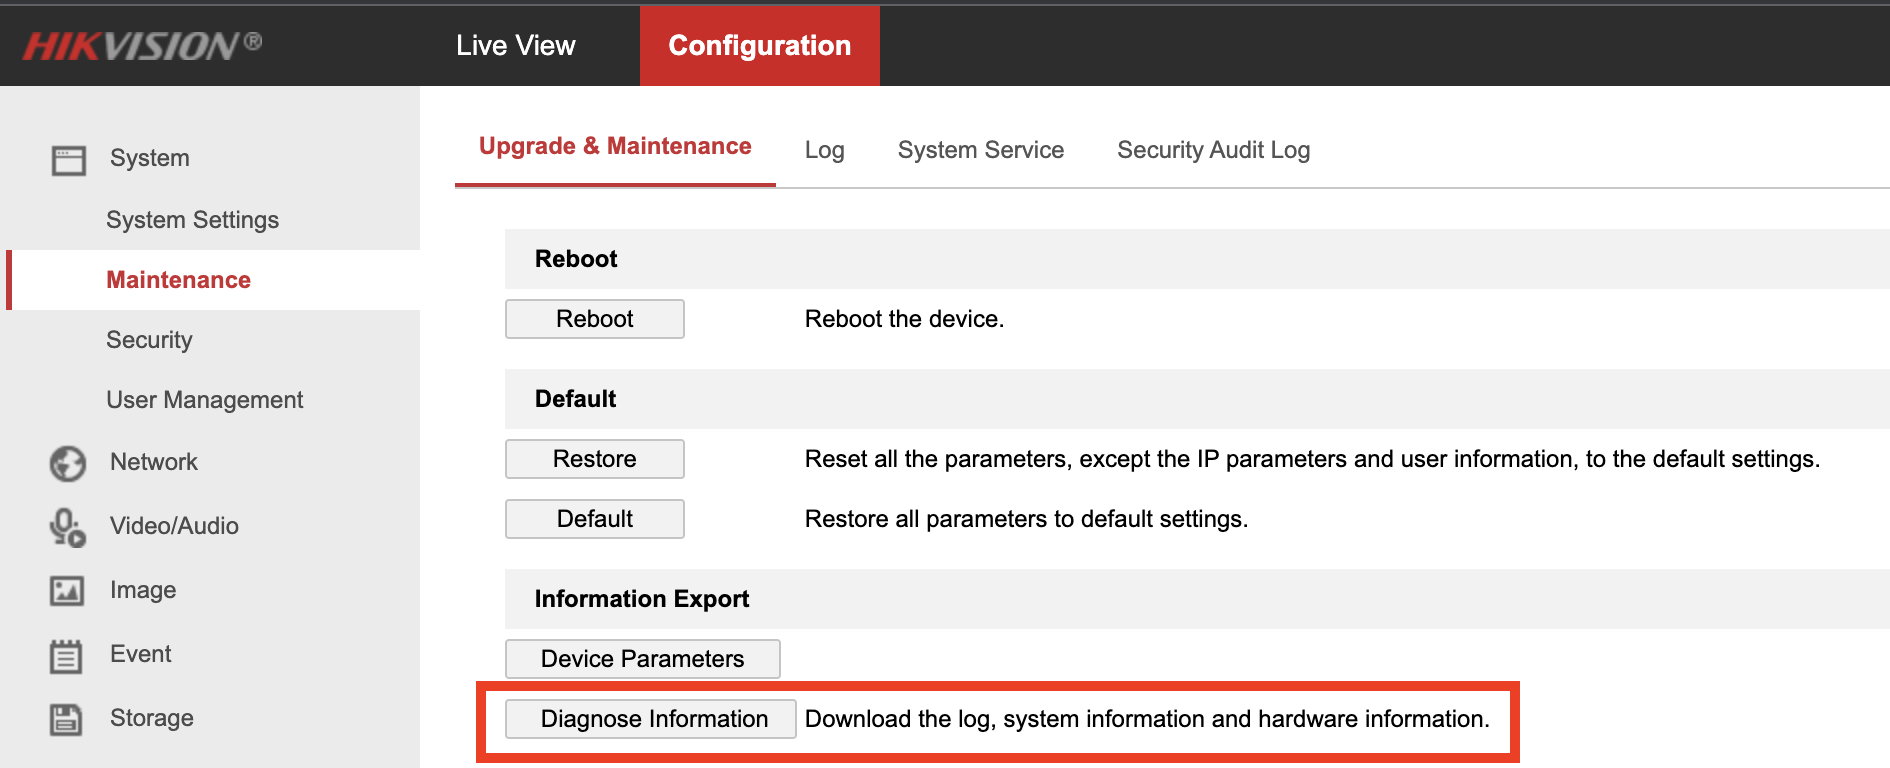 HIKVISION®
Live View
Configuration
System
System Settings
Maintenance
Security
User Management
Network
Video/Audio
Image
Event
Storage
Upgrade & Maintenance
Log
System Service
Security Audit Log
Reboot
Reboot
Reboot the device.
Default
Restore
Reset all the parameters, except the IP parameters and user information, to the default settings.
Default
Restore all parameters to default settings.
Information Export
Device Parameters
Diagnose Information
Download the log, system information and hardware information.